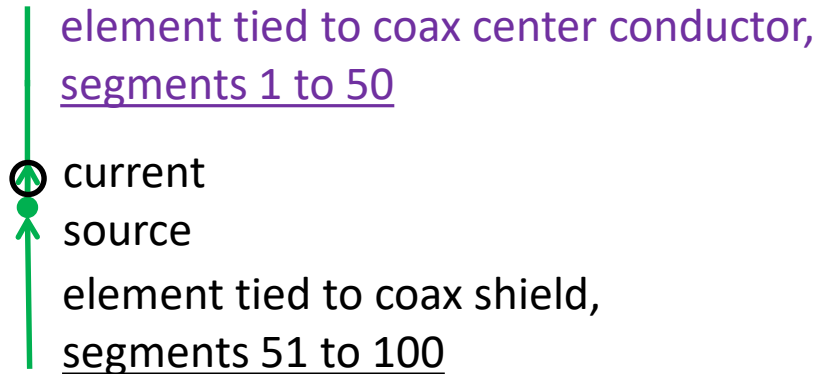 element tied to coax center conductor,
segments 1 to 50
current
source
element tied to coax shield,
segments 51 to 100